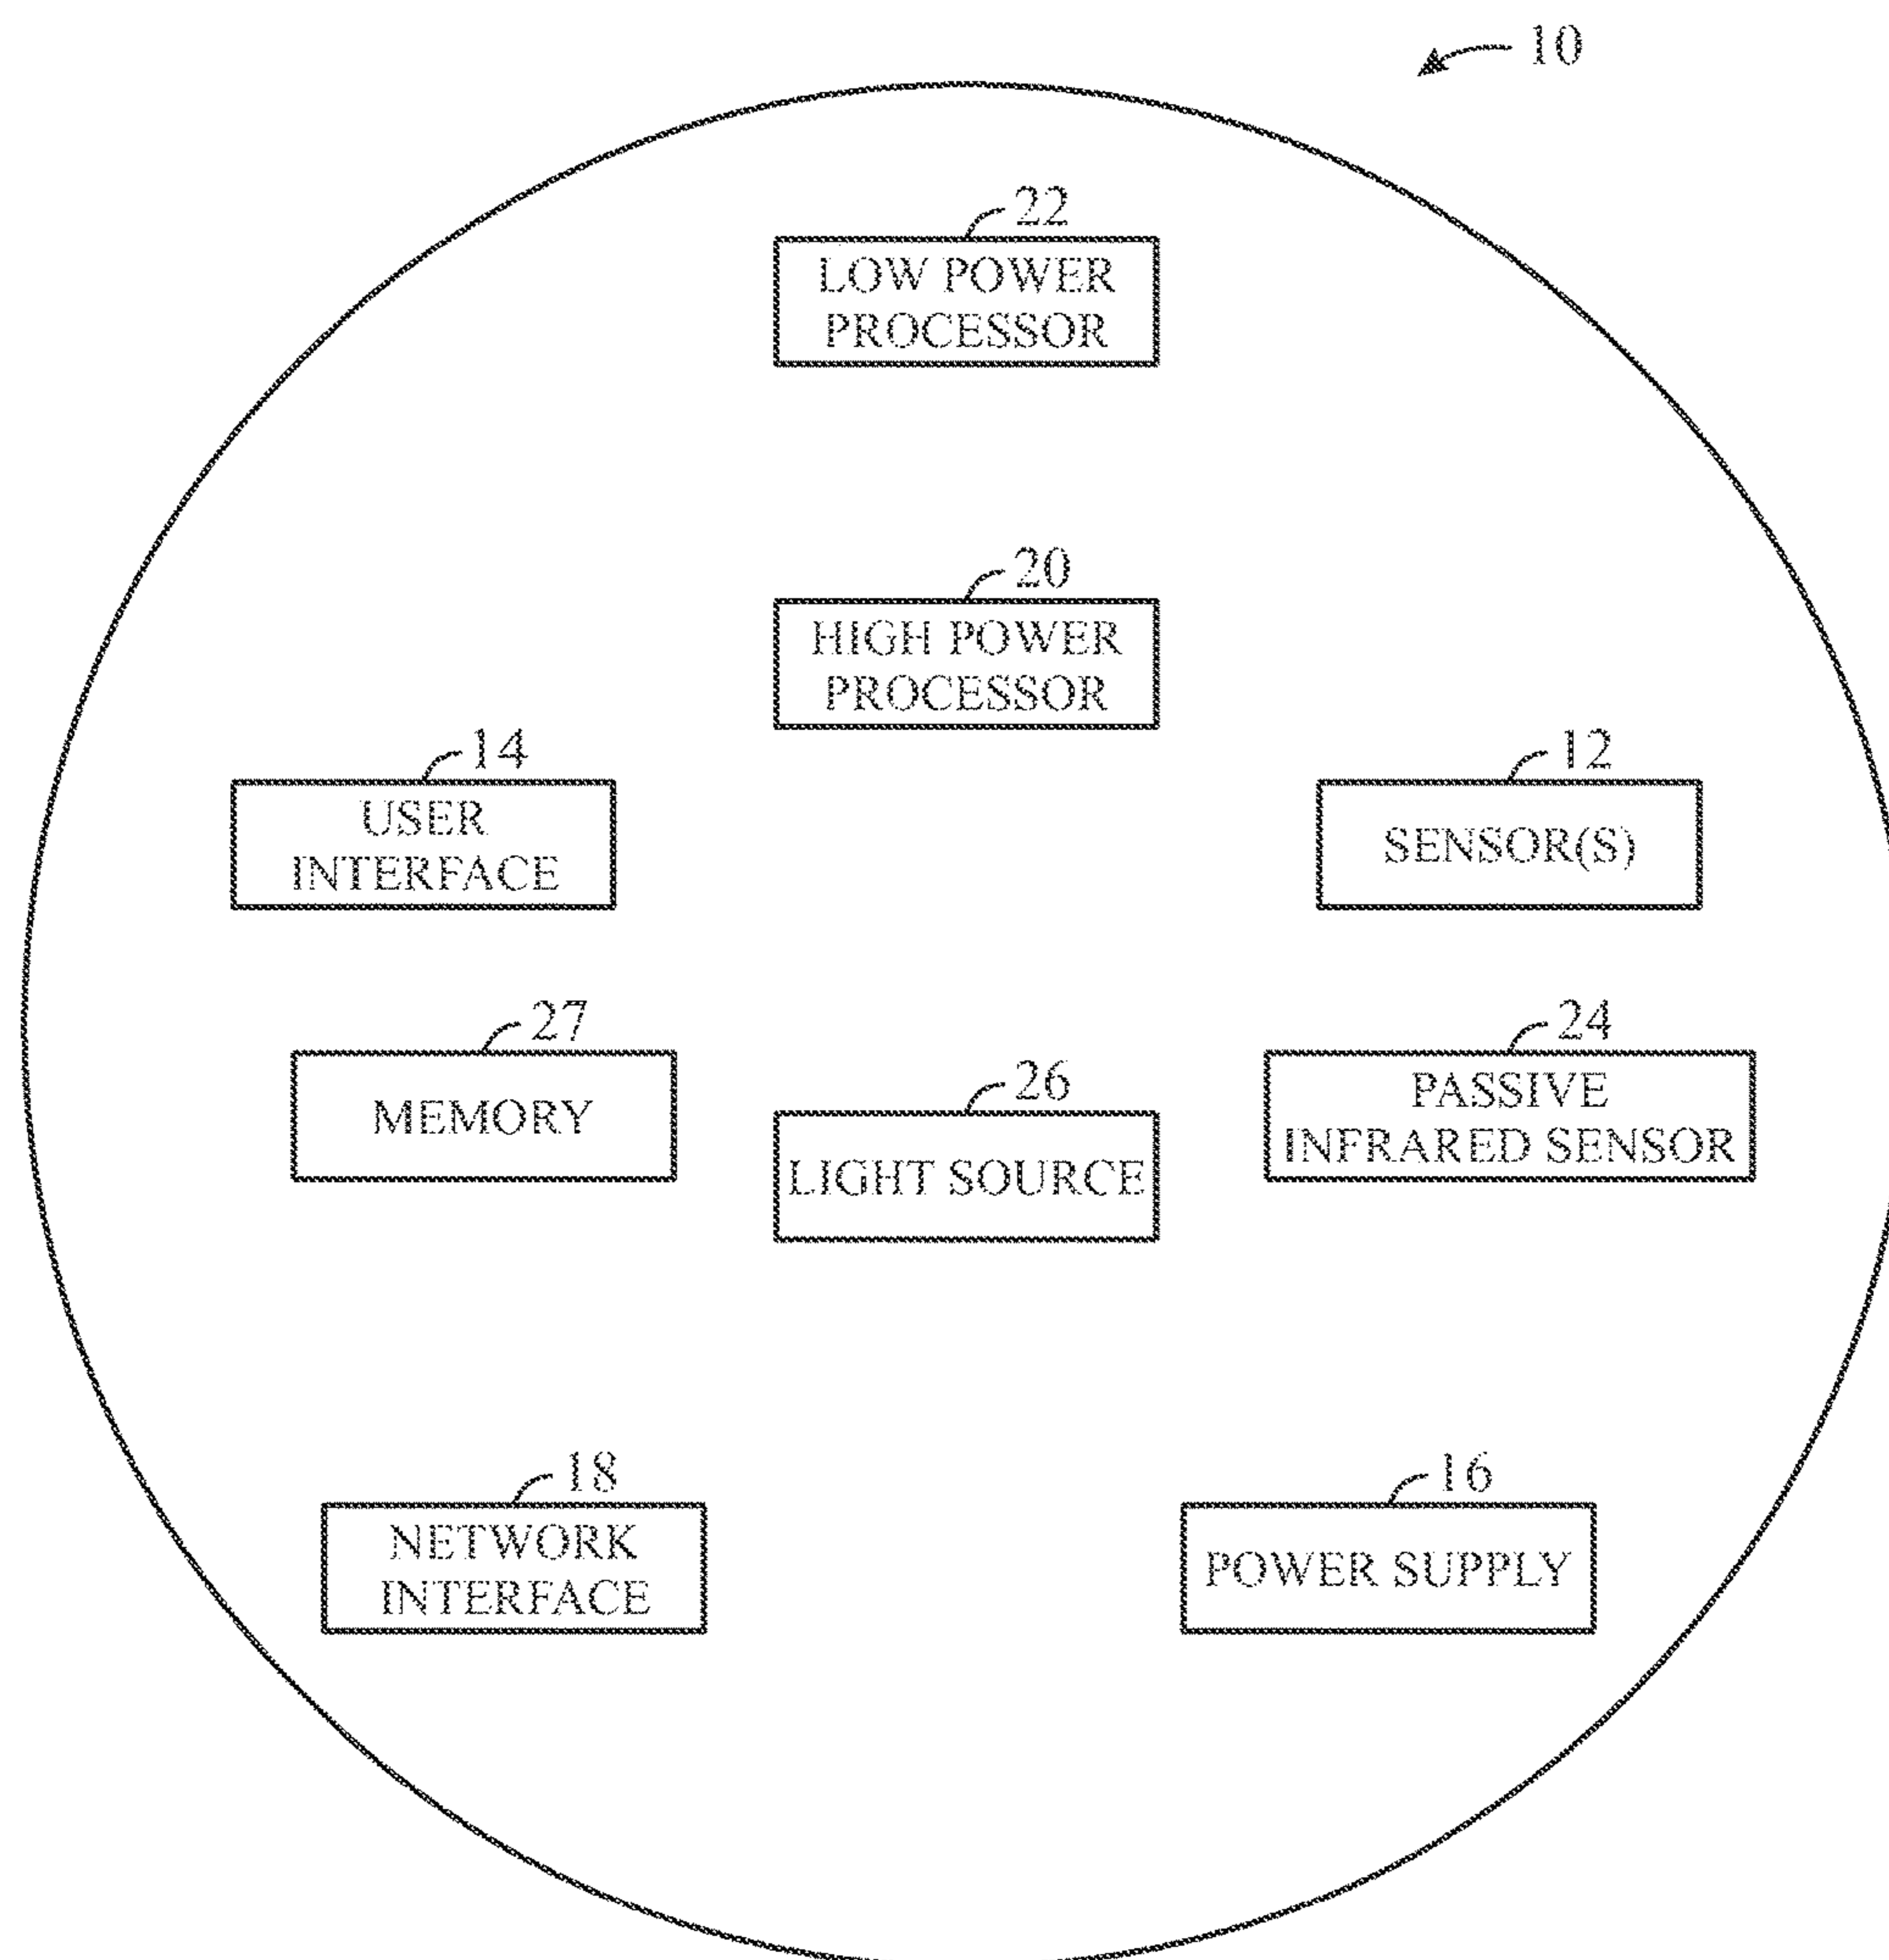 10
22
LOW POWER
PROCESSOR
20
HIGH POWER
PROCESSOR
14
USER
INTERFACE
12
SENSOR(S)
27
MEMORY
26
LIGHT SOURCE
24
PASSIVE
INFRARED SENSOR
18
NETWORK
INTERFACE
16
POWER SUPPLY